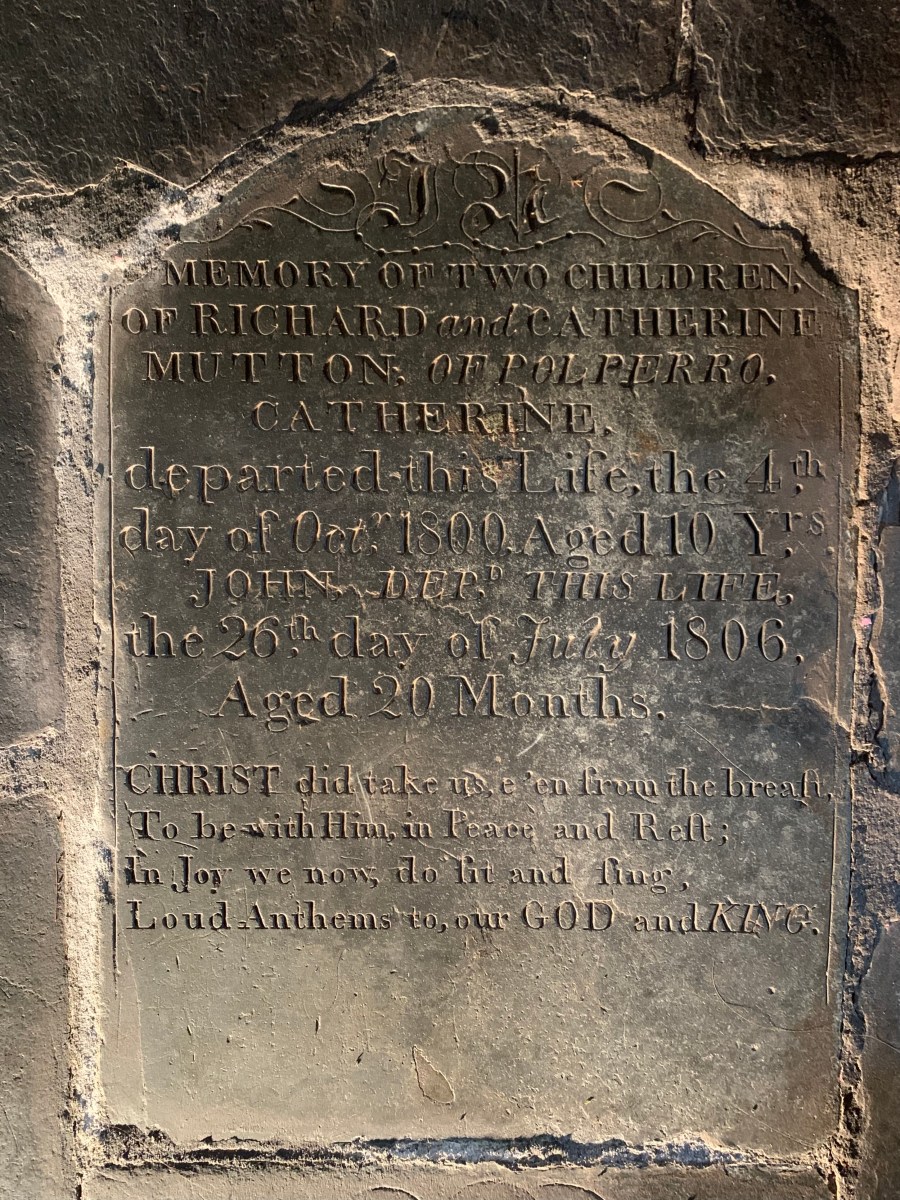 IN
MEMORY OF TWO CHILDREN,
OF RICHARD and CATHERINE
MUTTON, OF POLPERRO,
CATHERINE,
departed this Life, the 4th
day of Octr. 1800, Aged 10 Yrs.
JOHN, DEP.D THIS LIFE,
the 26th day of July 1806,
Aged 20 Months.
CHRIST did take us, e'en from the breaſt,
To be with Him, in Peace and Reſt;
In Joy we now, do ſit and ſing,
Loud Anthems to, our GOD and KING.